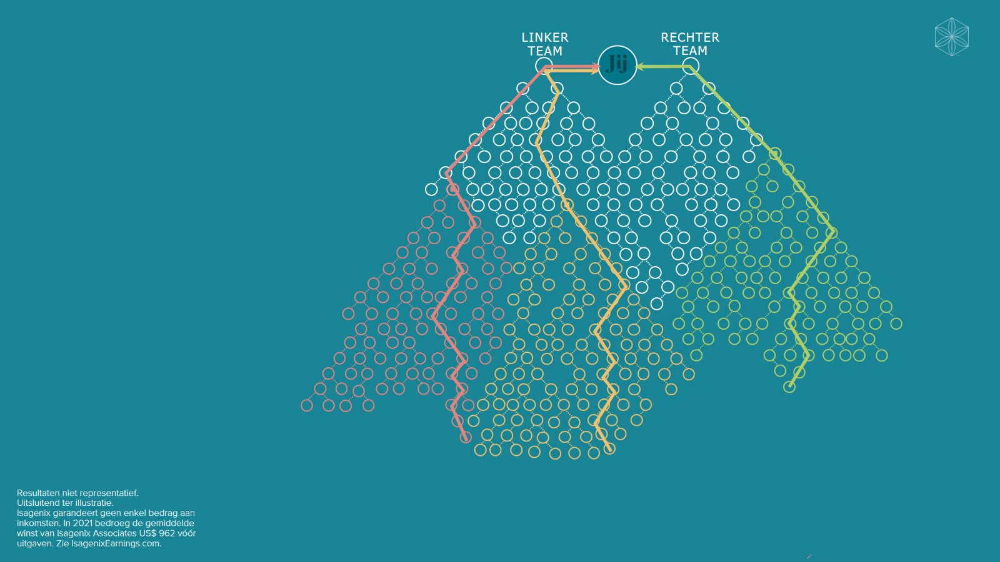 LINKER
TEAM
RECHTER
TEAM
Jij
Resultaten niet representatief.
Uitsluitend ter illustratie.
Isagenix garandeert geen enkel bedrag aan
inkomsten. In 2021 bedroeg de gemiddelde
winst van Isagenix Associates US$ 962 vóór
uitgaven. Zie IsagenixEarnings.com.